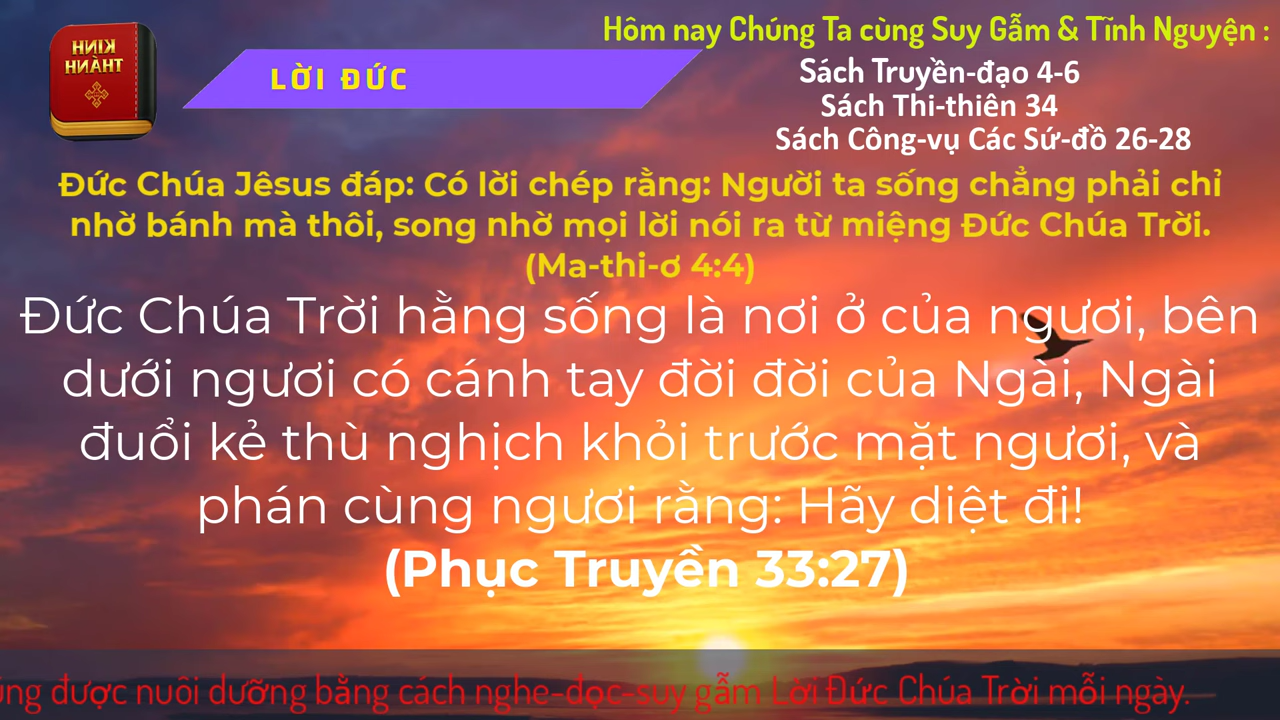 KINH
THÁNH
LỜI ĐỨC
Hôm nay Chúng Ta cùng Suy Gẫm & Tĩnh Nguyện :
Sách Truyền-đạo 4-6
Sách Thi-thiên 34
Sách Công-vụ Các Sứ-đồ 26-28
Đức Chúa Jêsus đáp: Có lời chép rằng: Người ta sống chẳng phải chỉ
nhờ bánh mà thôi, song nhờ mọi lời nói ra từ miệng Đức Chúa Trời.
(Ma-thi-ơ 4:4)
Đức Chúa Trời hằng sống là nơi ở của ngươi, bên
dưới ngươi có cánh tay đời đời của Ngài, Ngài
đuổi kẻ thù nghịch khỏi trước mặt ngươi, và
phán cùng ngươi rằng: Hãy diệt đi!
(Phục Truyền 33:27)
được nuôi dưỡng bằng cách nghe-đọc-suy gẫm Lời Đức Chúa Trời mỗi ngày.